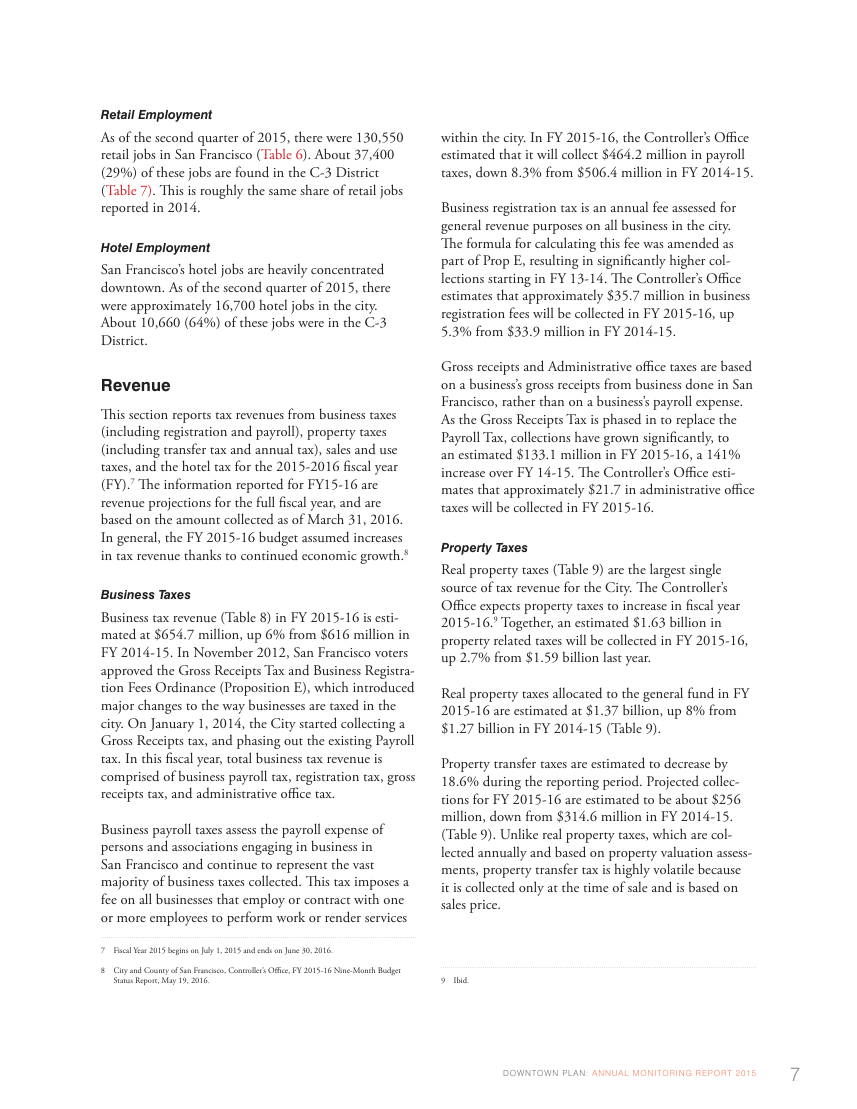 Retail Employment
As of the second quarter of 2015, there were 130,550
retail jobs in San Francisco (Table 6). About 37,400
(29%) of these jobs are found in the C-3 District
(Table 7). This is roughly the same share of retail jobs
reported in 2014.
Hotel Employment
San Francisco’s hotel jobs are heavily concentrated
downtown. As of the second quarter of 2015, there
were approximately 16,700 hotel jobs in the city.
About 10,660 (64%) of these jobs were in the C-3
District.
Revenue
This section reports tax revenues from business taxes
(including registration and payroll), property taxes
(including transfer tax and annual tax), sales and use
taxes, and the hotel tax for the 2015-2016 fiscal year
(FY).7 The information reported for FY15-16 are
revenue projections for the full fiscal year, and are
based on the amount collected as of March 31, 2016.
In general, the FY 2015-16 budget assumed increases
in tax revenue thanks to continued economic growth.8
Business Taxes
Business tax revenue (Table 8) in FY 2015-16 is esti-
mated at $654.7 million, up 6% from $616 million in
FY 2014-15. In November 2012, San Francisco voters
approved the Gross Receipts Tax and Business Registra-
tion Fees Ordinance (Proposition E), which introduced
major changes to the way businesses are taxed in the
city. On January 1, 2014, the City started collecting a
Gross Receipts tax, and phasing out the existing Payroll
tax. In this fiscal year, total business tax revenue is
comprised of business payroll tax, registration tax, gross
receipts tax, and administrative office tax.
Business payroll taxes assess the payroll expense of
persons and associations engaging in business in
San Francisco and continue to represent the vast
majority of business taxes collected. This tax imposes a
fee on all businesses that employ or contract with one
or more employees to perform work or render services
7 Fiscal Year 2015 begins on July 1, 2015 and ends on June 30, 2016.
8 City and County of San Francisco, Controller’s Office, FY 2015-16 Nine-Month Budget
Status Report, May 19, 2016.
within the city. In FY 2015-16, the Controller’s Office
estimated that it will collect $464.2 million in payroll
taxes, down 8.3% from $506.4 million in FY 2014-15.
Business registration tax is an annual fee assessed for
general revenue purposes on all business in the city.
The formula for calculating this fee was amended as
part of Prop E, resulting in significantly higher col-
lections starting in FY 13-14. The Controller’s Office
estimates that approximately $35.7 million in business
registration fees will be collected in FY 2015-16, up
5.3% from $33.9 million in FY 2014-15.
Gross receipts and Administrative office taxes are based
on a business’s gross receipts from business done in San
Francisco, rather than on a business’s payroll expense.
As the Gross Receipts Tax is phased in to replace the
Payroll Tax, collections have grown significantly, to
an estimated $133.1 million in FY 2015-16, a 141%
increase over FY 14-15. The Controller’s Office esti-
mates that approximately $21.7 in administrative office
taxes will be collected in FY 2015-16.
Property Taxes
Real property taxes (Table 9) are the largest single
source of tax revenue for the City. The Controller’s
Office expects property taxes to increase in fiscal year
2015-16.9 Together, an estimated $1.63 billion in
property related taxes will be collected in FY 2015-16,
up 2.7% from $1.59 billion last year.
Real property taxes allocated to the general fund in FY
2015-16 are estimated at $1.37 billion, up 8% from
$1.27 billion in FY 2014-15 (Table 9).
Property transfer taxes are estimated to decrease by
18.6% during the reporting period. Projected collec-
tions for FY 2015-16 are estimated to be about $256
million, down from $314.6 million in FY 2014-15.
(Table 9). Unlike real property taxes, which are col-
lected annually and based on property valuation assess-
ments, property transfer tax is highly volatile because
it is collected only at the time of sale and is based on
sales price.
9 Ibid.
DOWNTOWN PLAN: ANNUAL MONITORING REPORT 2015 7